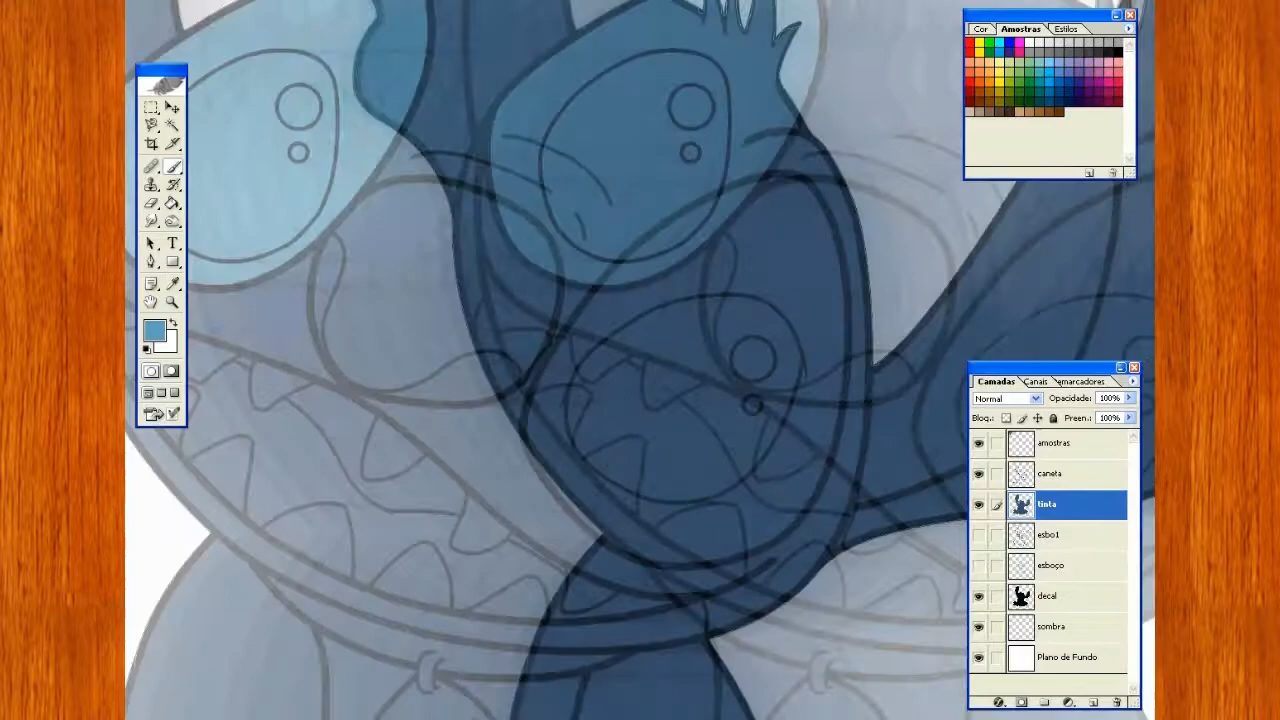 Cor Amostras Estilos
Camadas Canais emarcadores
Normal Opacidade: 100%
Bloq.: Preen.: 100%
amostras
caneta
tinta
esbo1
esboço
decal
sombra
Plano de Fundo
T